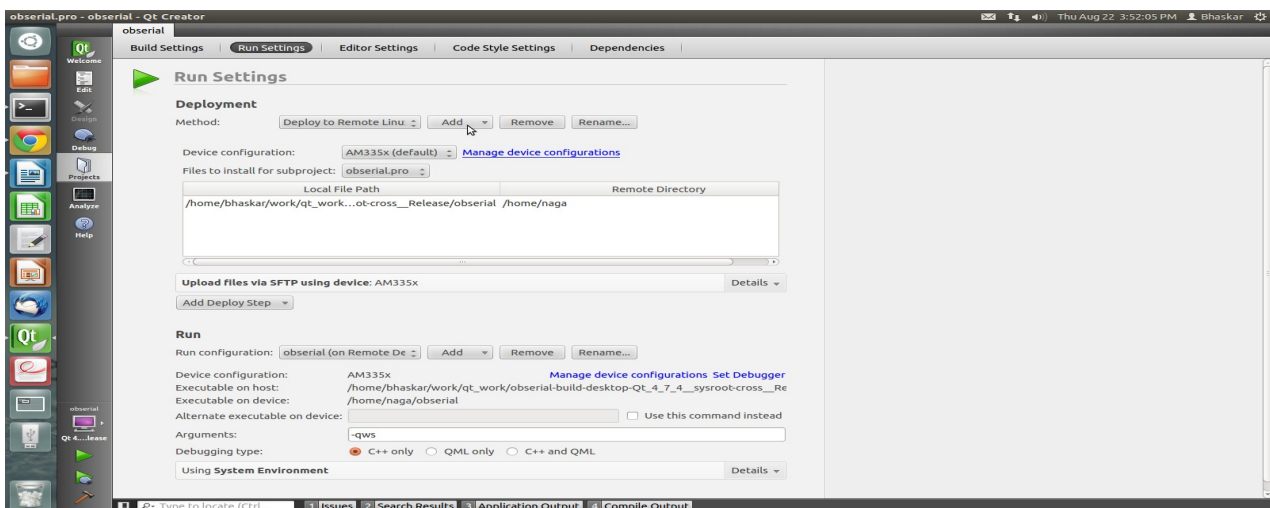 obserial.pro - obserial - Qt Creator
Thu Aug 22 3:52:05 PM Bhaskar
obserial
Build Settings Run Settings Editor Settings Code Style Settings Dependencies
Qt
Welcome
Edit
Design
Debug
Projects
Analyze
Help
Run Settings
Deployment
Method: Deploy to Remote Linu Add Remove Rename...
Device configuration: AM335x (default) Manage device configurations
Files to install for subproject: obserial.pro
Local File Path Remote Directory
/home/bhaskar/work/qt_work...ot-cross__Release/obserial /home/naga
Upload files via SFTP using device: AM335x Details
Add Deploy Step
Run
Run configuration: obserial (on Remote De Add Remove Rename...
Device configuration: AM335x Manage device configurations Set Debugger
Executable on host: /home/bhaskar/work/qt_work/obserial-build-desktop-Qt_4_7_4__sysroot-cross__Re
Executable on device: /home/naga/obserial
Alternate executable on device: Use this command instead
Arguments: -qws
Debugging type: C++ only QML only C++ and QML
Using System Environment Details
Qt
obserial
Qt 4....lease
Type to locate (Ctrl... 1 Issues 2 Search Results 3 Application Output 4 Compile Output